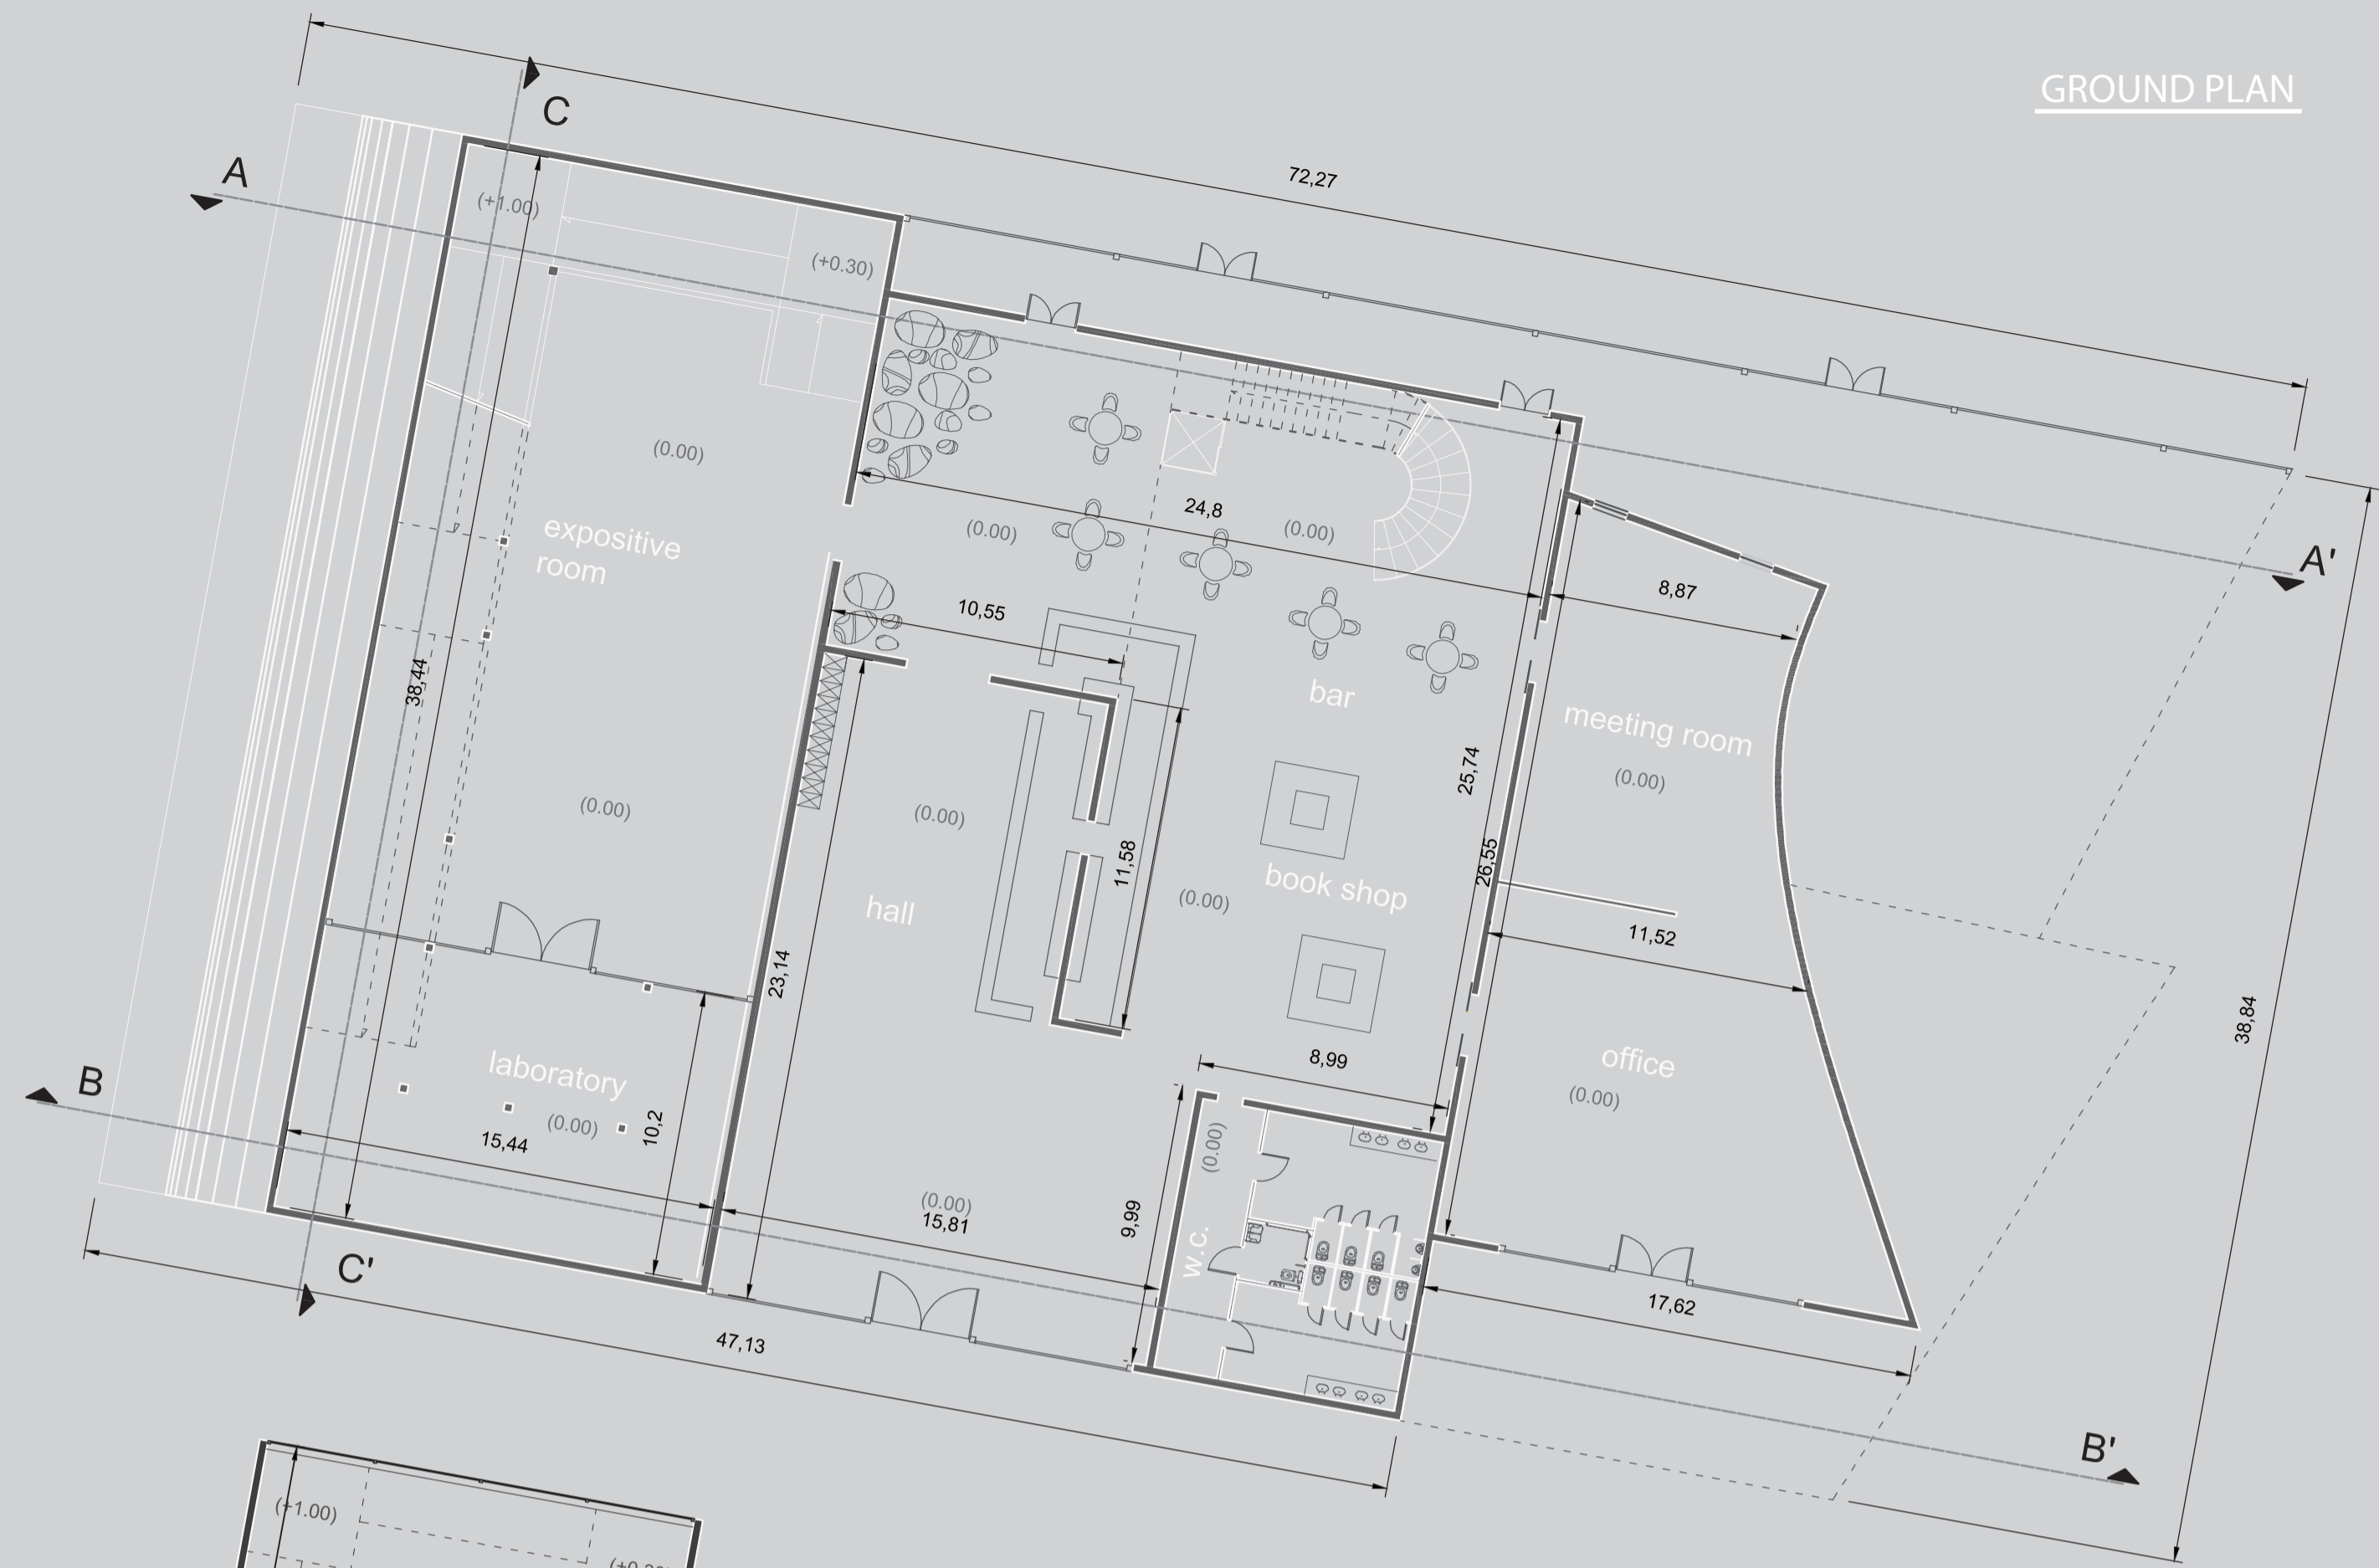 GROUND PLAN
C
A
72,27
(+1.00)
(+0.30)
(0.00)
24,8
(0.00)
(0.00)
expositive
room
A'
8,87
10,55
38,44
bar
meeting room
(0.00)
25,74
(0.00)
(0.00)
11,58
26,55
book shop
(0.00)
hall
11,52
23,14
38,84
office
(0.00)
8,99
laboratory
(0.00)
10,2
15,44
B
(0.00)
9,99
(0.00)
15,81
w.c.
17,62
C'
47,13
B'
(+1.00)